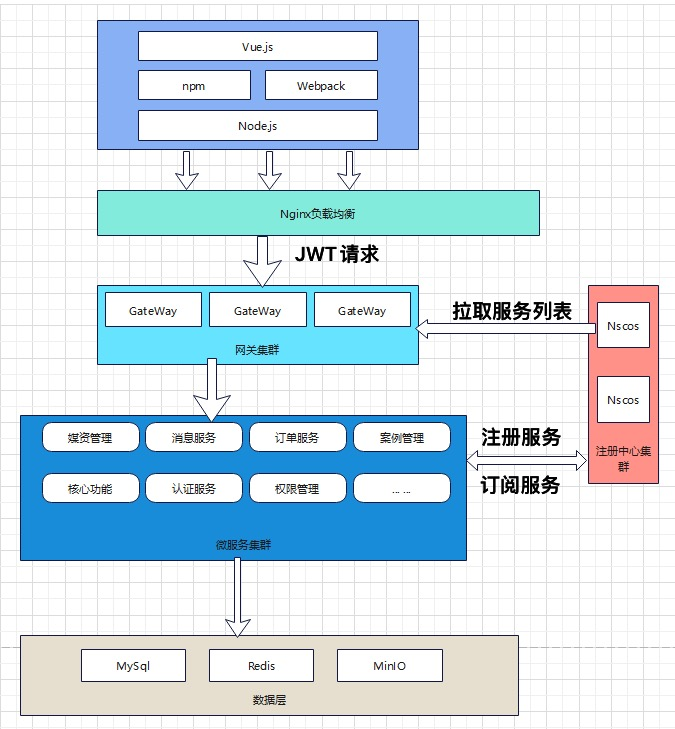 Vue.js
npm
Webpack
Node.js
Nginx负载均衡
JWT 请求
GateWay
GateWay
GateWay
网关集群
拉取服务列表
Nscos
Nscos
注册中心集
群
媒资管理
消息服务
订单服务
案例管理
核心功能
认证服务
权限管理
... ...
微服务集群
注册服务
订阅服务
MySql
Redis
MinIO
数据层